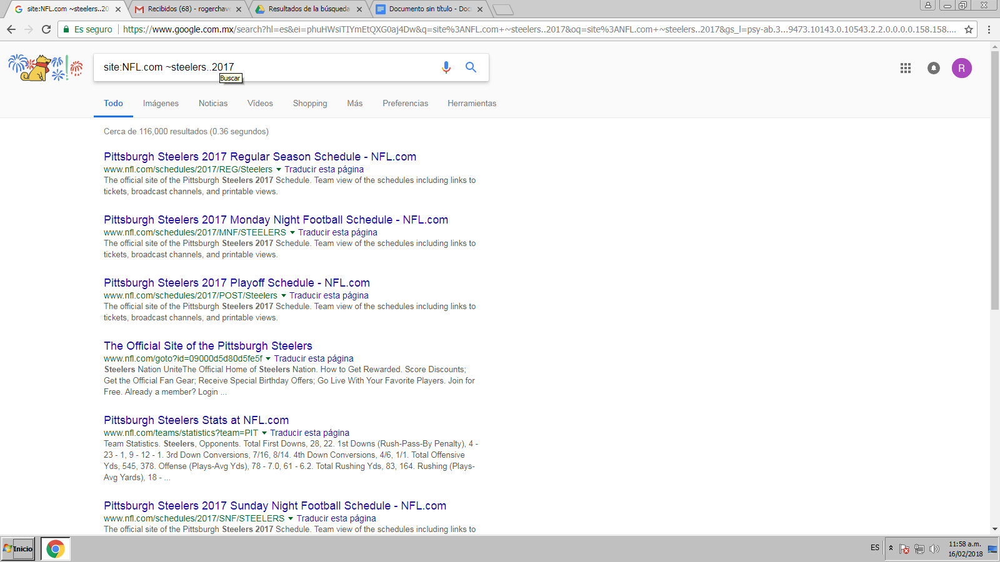 site:NFL.com ~steelers..20
Recibidos (68) - rogerchave
Resultados de la búsqueda
Documento sin título - Doc
Es seguro
https://www.google.com.mx/search?hl=es&ei=phuHWsiTIYmEtQXG0aj4Dw&q=site%3ANFL.com+~steelers..2017&oq=site%3ANFL.com+~steelers..2017&gs_l=psy-ab.3...9473.10143.0.10543.2.2.0.0.0.0.158.158....
site:NFL.com ~steelers..2017
Buscar
R
Todo
Imágenes
Noticias
Vídeos
Shopping
Más
Preferencias
Herramientas
Cerca de 116,000 resultados (0.36 segundos)
Pittsburgh Steelers 2017 Regular Season Schedule - NFL.com
www.nfl.com/schedules/2017/REG/Steelers Traducir esta página
The official site of the Pittsburgh Steelers 2017 Schedule. Team view of the schedules including links to
tickets, broadcast channels, and printable views.
Pittsburgh Steelers 2017 Monday Night Football Schedule - NFL.com
www.nfl.com/schedules/2017/MNF/STEELERS Traducir esta página
The official site of the Pittsburgh Steelers 2017 Schedule. Team view of the schedules including links to
tickets, broadcast channels, and printable views.
Pittsburgh Steelers 2017 Playoff Schedule - NFL.com
www.nfl.com/schedules/2017/POST/Steelers Traducir esta página
The official site of the Pittsburgh Steelers 2017 Schedule. Team view of the schedules including links to
tickets, broadcast channels, and printable views.
The Official Site of the Pittsburgh Steelers
www.nfl.com/goto?id=09000d5d80d5fe5f Traducir esta página
Steelers Nation UniteThe Official Home of Steelers Nation. How to Get Rewarded. Score Discounts;
Get the Official Fan Gear; Receive Special Birthday Offers; Go Live With Your Favorite Players. Join for
Free. Already a member? Login ...
Pittsburgh Steelers Stats at NFL.com
www.nfl.com/teams/statistics?team=PIT Traducir esta página
Team Statistics. Steelers, Opponents. Total First Downs, 28, 22. 1st Downs (Rush-Pass-By Penalty), 4 -
23 - 1, 9 - 12 - 1. 3rd Down Conversions, 7/16, 8/14. 4th Down Conversions, 4/6, 1/1. Total Offensive
Yds, 545, 378. Offense (Plays-Avg Yds), 78 - 7.0, 61 - 6.2. Total Rushing Yds, 83, 164. Rushing (Plays-
Avg Yards), 18 - ...
Pittsburgh Steelers 2017 Sunday Night Football Schedule - NFL.com
www.nfl.com/schedules/2017/SNF/STEELERS Traducir esta página
The official site of the Pittsburgh Steelers 2017 Schedule. Team view of the schedules including links to
Inicio
ES
11:58 a.m.
16/02/2018